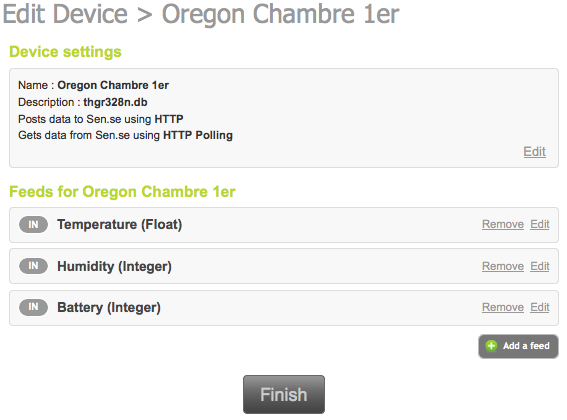 Edit Device > Oregon Chambre 1er
Device settings
Name : Oregon Chambre 1er
Description : thgr328n.db
Posts data to Sen.se using HTTP
Gets data from Sen.se using HTTP Polling
Edit
Feeds for Oregon Chambre 1er
IN Temperature (Float) Remove Edit
IN Humidity (Integer) Remove Edit
IN Battery (Integer) Remove Edit
Add a feed
Finish